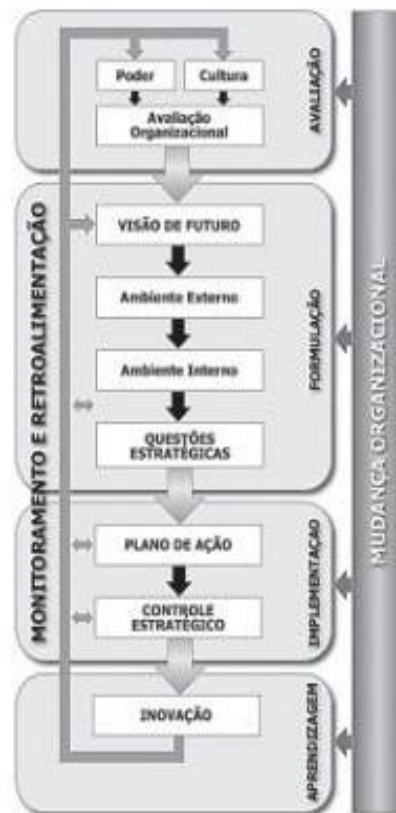 Poder
Cultura
Avaliação
Organizacional
AVALIAÇÃO
VISÃO DE FUTURO
Ambiente Externo
Ambiente Interno
QUESTÕES
ESTRATÉGICAS
FORMULAÇÃO
PLANO DE AÇÃO
CONTROLE
ESTRATÉGICO
IMPLEMENTAÇAO
INOVAÇÃO
APRENDIZAGEM
MONITORAMENTO E RETROALIMENTAÇÃO
MUDANÇA ORGANIZACIONAL